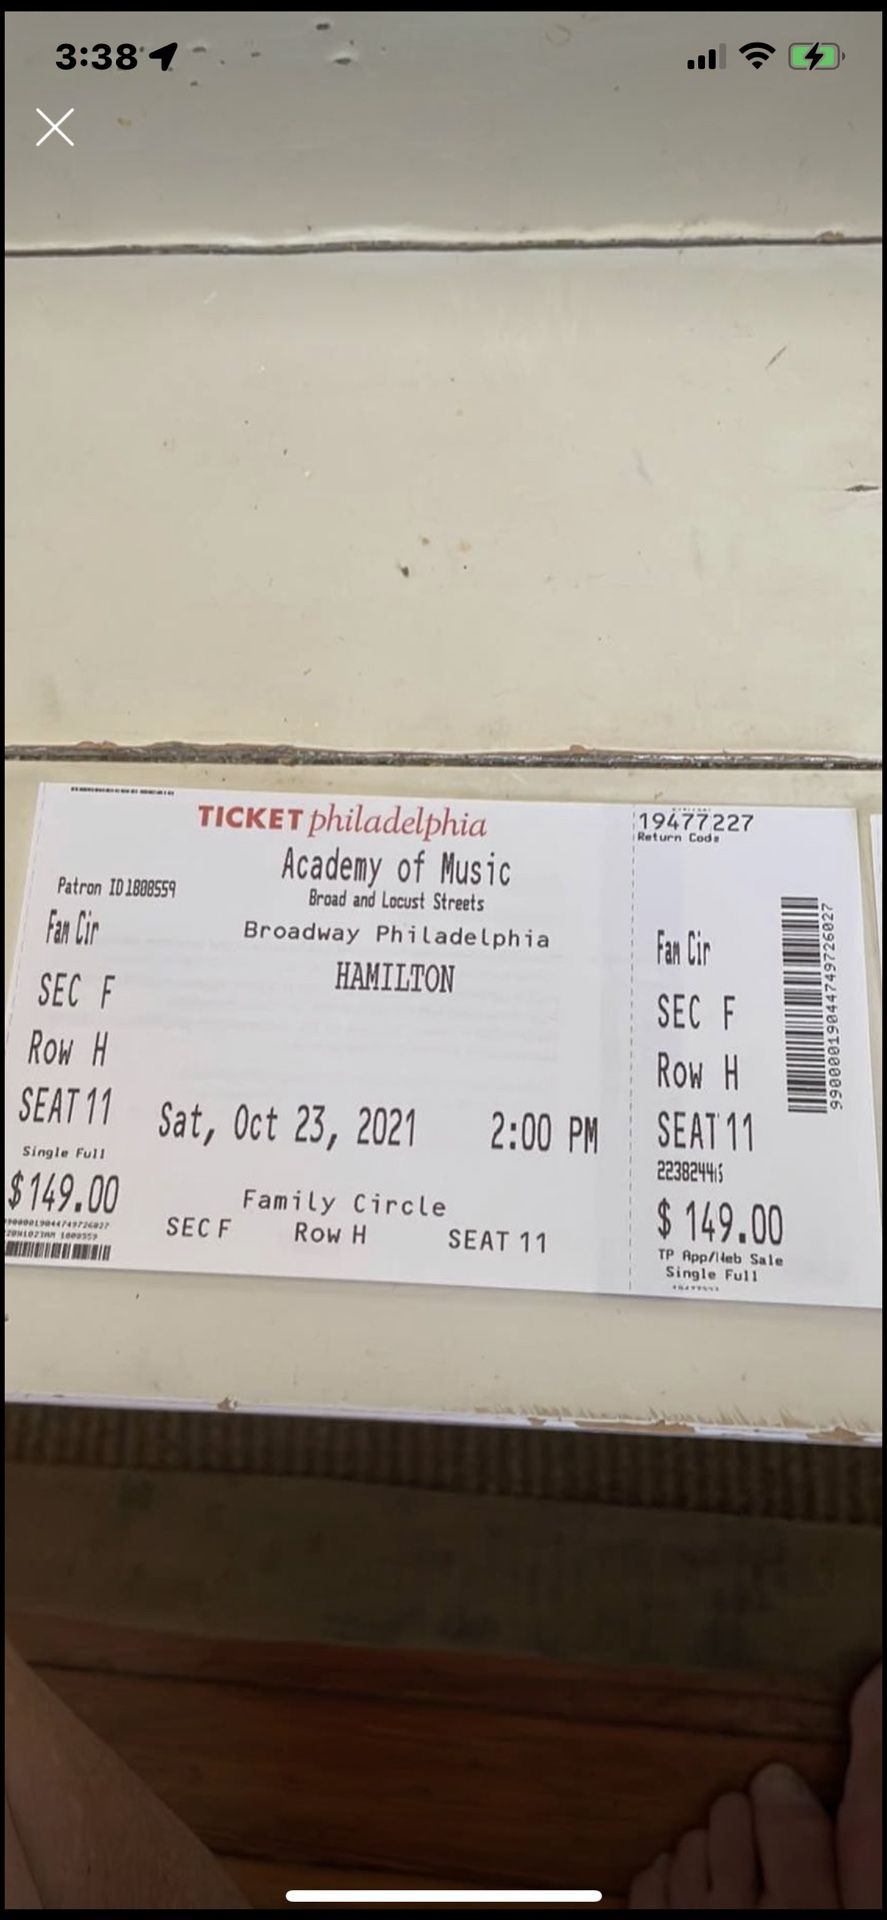 3:38
TICKET philadelphia
Academy of Music
Broad and Locust Streets
Broadway Philadelphia
HAMILTON
Sat, Oct 23, 2021 2:00 PM
Family Circle
SEC F Row H SEAT 11
Patron ID 1808559
Fam Cir
SEC F
Row H
SEAT 11
Single Full
$149.00
19477227
Return Code
Fam Cir
SEC F
Row H
SEAT 11
$ 149.00
TP App/Web Sale
Single Full
990000019044749726027